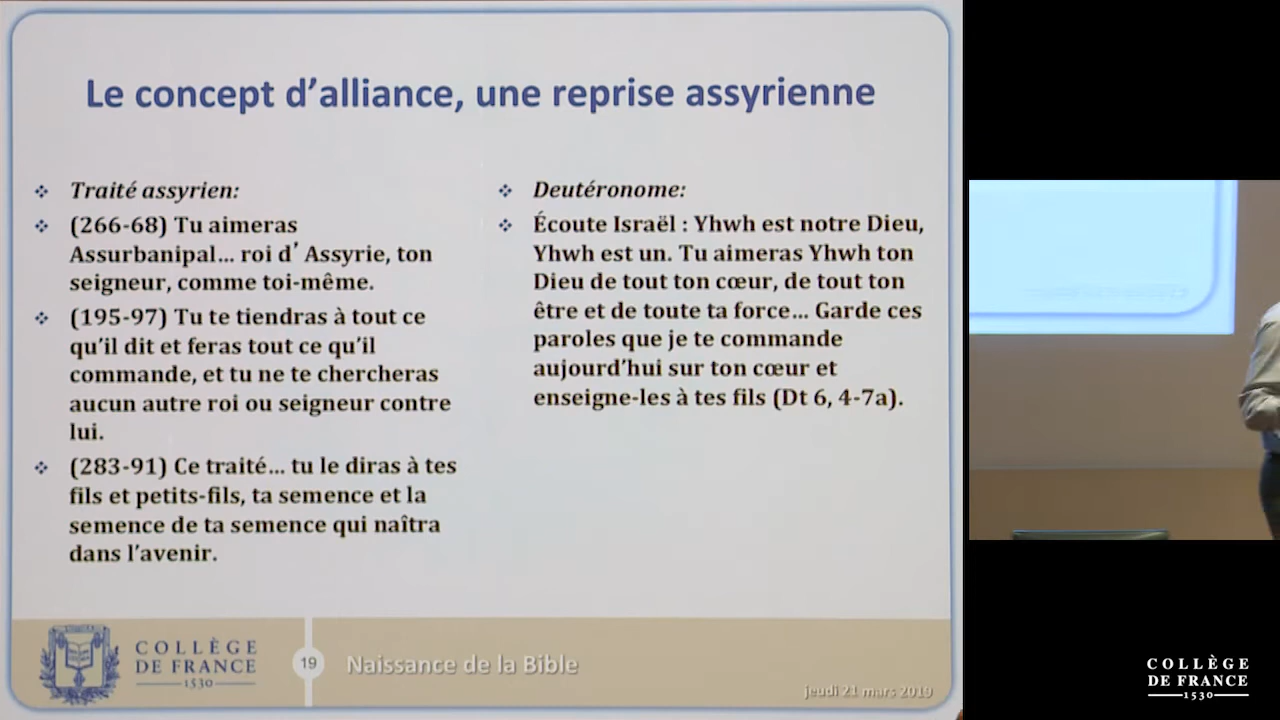 Le concept d’alliance, une reprise assyrienne
Traité assyrien:
(266-68) Tu aimeras
Assurbanipal... roi d’ Assyrie, ton
seigneur, comme toi-même.
(195-97) Tu te tiendras à tout ce
qu’il dit et feras tout ce qu’il
commande, et tu ne te chercheras
aucun autre roi ou seigneur contre
lui.
(283-91) Ce traité... tu le diras à tes
fils et petits-fils, ta semence et la
semence de ta semence qui naîtra
dans l’avenir.
Deutéronome:
Écoute Israël : Yhwh est notre Dieu,
Yhwh est un. Tu aimeras Yhwh ton
Dieu de tout ton cœur, de tout ton
être et de toute ta force... Garde ces
paroles que je te commande
aujourd’hui sur ton cœur et
enseigne-les à tes fils (Dt 6, 4-7a).
COLLÈGE
DE FRANCE
1530
19
Naissance de la Bible
jeudi 21 mars 2019
COLLÈGE
DE FRANCE
1530